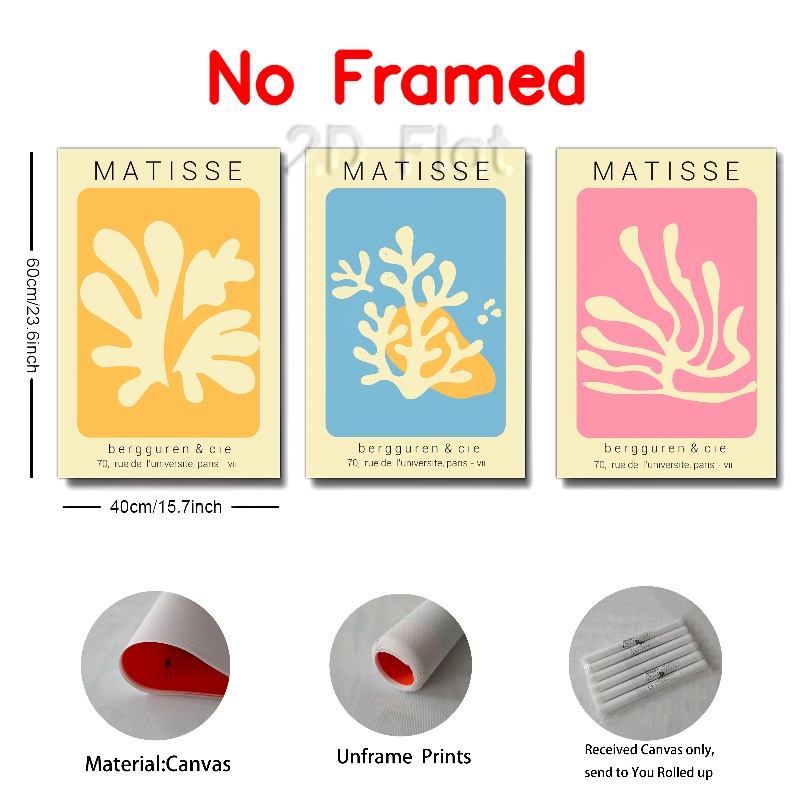 No Framed
2D Flat
MATISSE
MATISSE
MATISSE
60cm/23.6inch
bergguren & cie
70, rue de l'universite, paris - VII
bergguren & cie
70, rue de l'universite, paris - VII
bergguren & cie
70, rue de l'universite, paris - VII
40cm/15.7inch
Material:Canvas
Unframe Prints
Received Canvas only,
send to You Rolled up